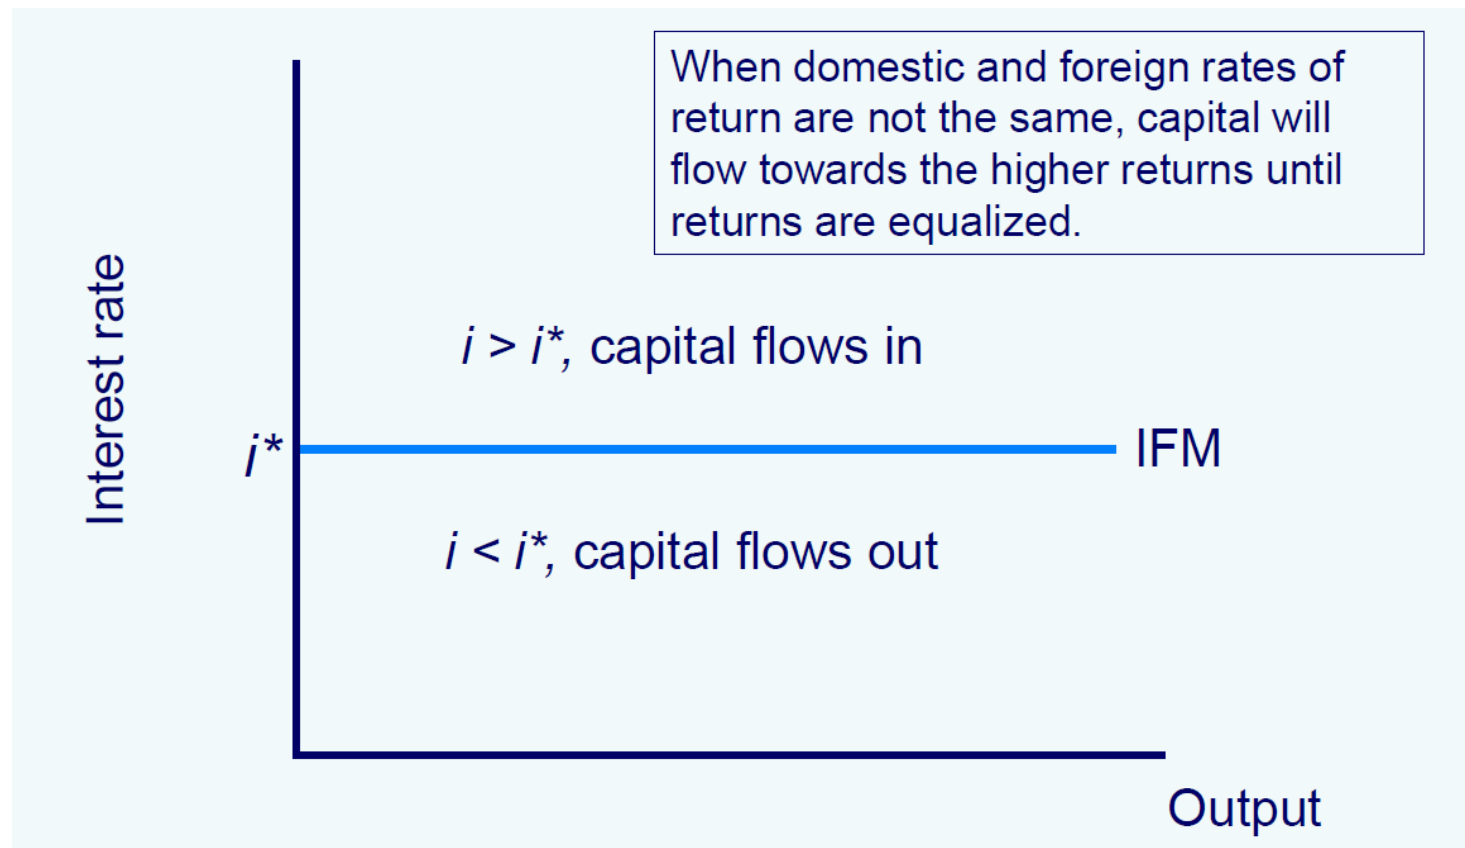 When domestic and foreign rates of
return are not the same, capital will
flow towards the higher returns until
returns are equalized.
Interest rate
i > i*, capital flows in
i*
IFM
i < i*, capital flows out
Output